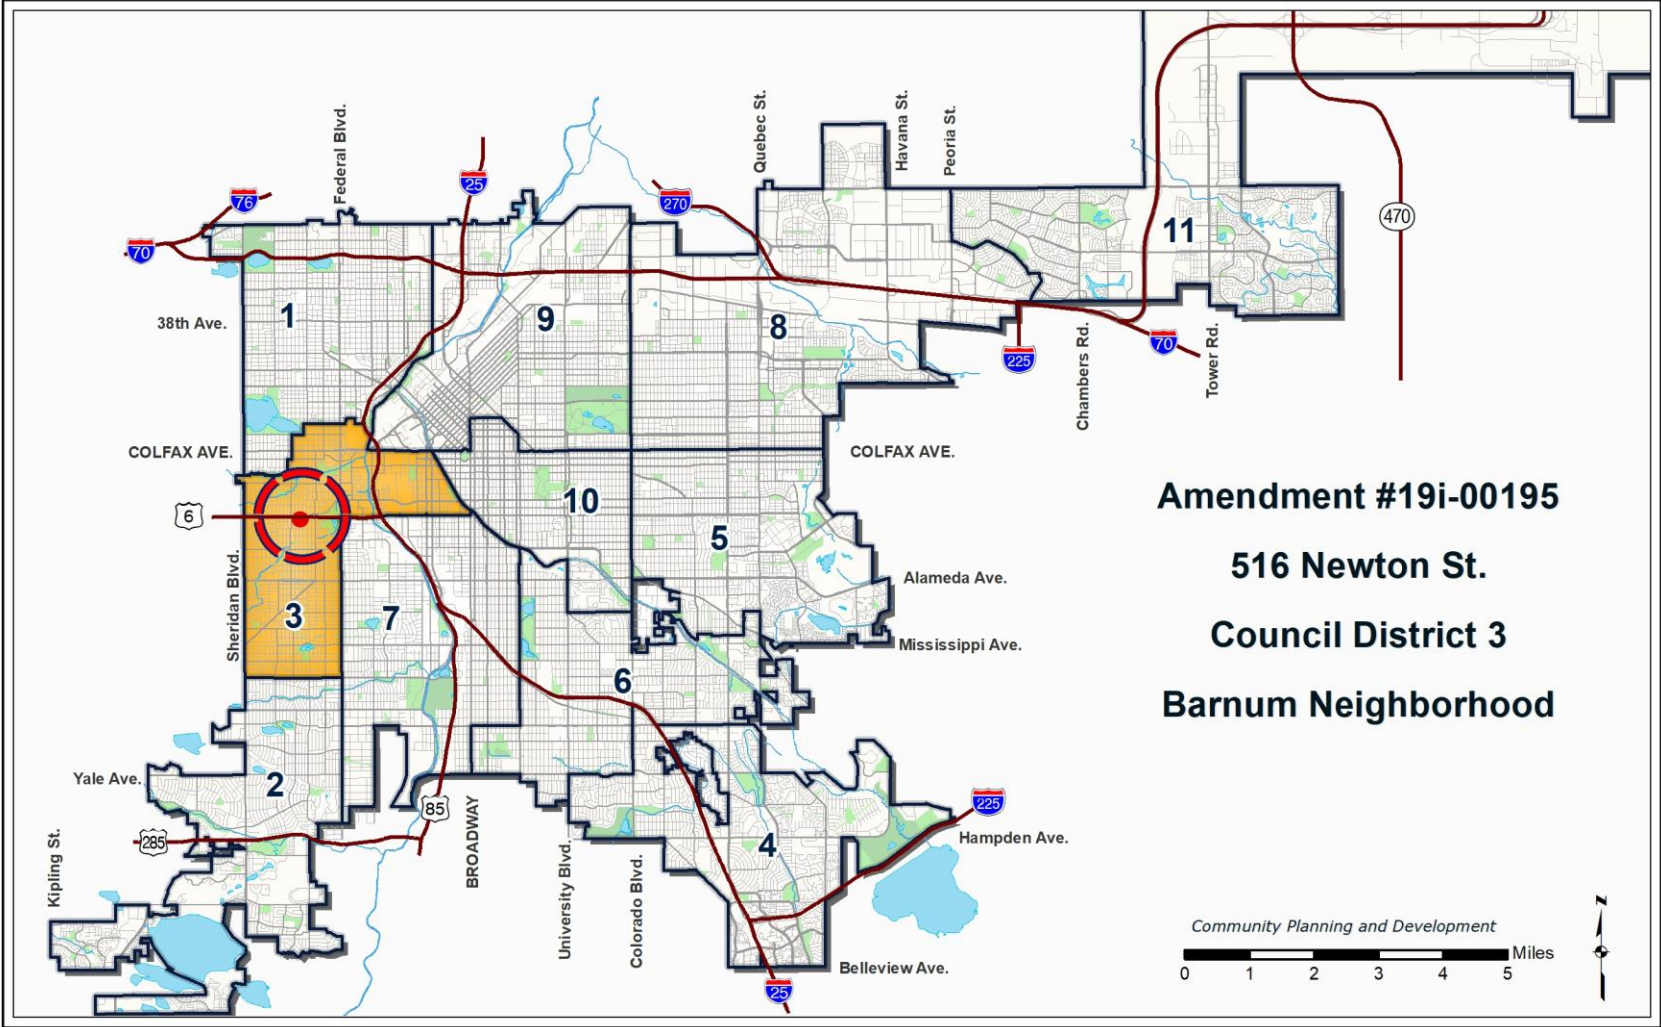 Federal Blvd.
Quebec St.
Havana St.
Peoria St.
25
76
270
70
470
11
1
9
8
38th Ave.
225
Chambers Rd.
70
Tower Rd.
COLFAX AVE.
COLFAX AVE.
6
10
5
Sheridan Blvd.
3
7
Alameda Ave.
Mississippi Ave.
6
Amendment #19i-00195
516 Newton St.
Council District 3
Barnum Neighborhood
Yale Ave.
2
85
BROADWAY
225
285
Hampden Ave.
4
Kipling St.
University Blvd.
Colorado Blvd.
Belleview Ave.
25
Community Planning and Development
Miles
0 1 2 3 4 5
N